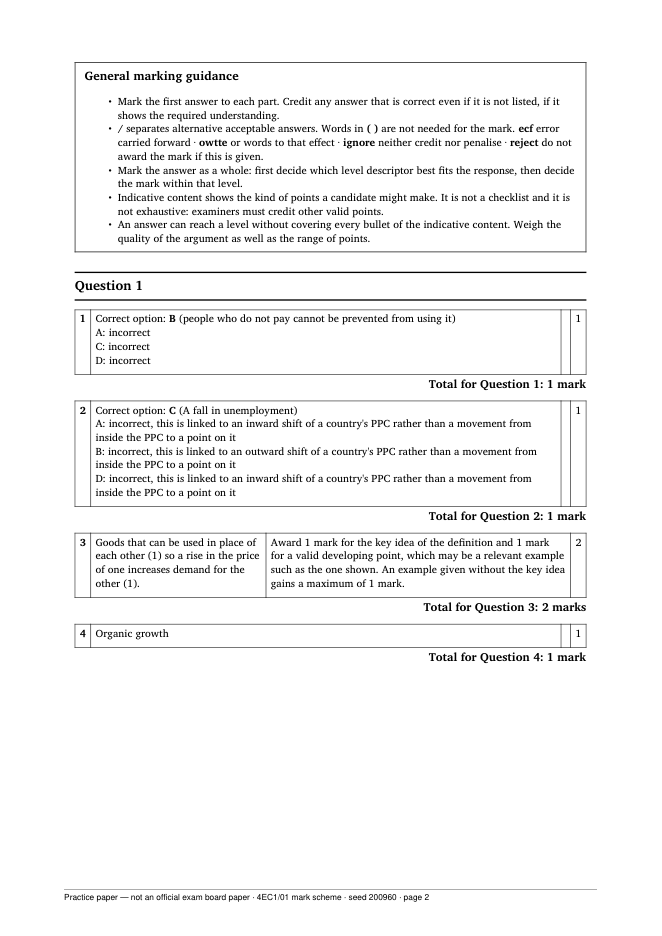 General marking guidance
• Mark the first answer to each part. Credit any answer that is correct even if it is not listed, if it
shows the required understanding.
• / separates alternative acceptable answers. Words in ( ) are not needed for the mark. ecf error
carried forward · owtte or words to that effect · ignore neither credit nor penalise · reject do not
award the mark if this is given.
• Mark the answer as a whole: first decide which level descriptor best fits the response, then decide
the mark within that level.
• Indicative content shows the kind of points a candidate might make. It is not a checklist and it is
not exhaustive: examiners must credit other valid points.
• An answer can reach a level without covering every bullet of the indicative content. Weigh the
quality of the argument as well as the range of points.
Question 1
1 Correct option: B (people who do not pay cannot be prevented from using it) 1
A: incorrect
C: incorrect
D: incorrect
Total for Question 1: 1 mark
2 Correct option: C (A fall in unemployment) 1
A: incorrect, this is linked to an inward shift of a country's PPC rather than a movement from
inside the PPC to a point on it
B: incorrect, this is linked to an outward shift of a country's PPC rather than a movement from
inside the PPC to a point on it
D: incorrect, this is linked to an inward shift of a country's PPC rather than a movement from
inside the PPC to a point on it
Total for Question 2: 1 mark
3 Goods that can be used in place of
each other (1) so a rise in the price
of one increases demand for the
other (1).
Award 1 mark for the key idea of the definition and 1 mark
for a valid developing point, which may be a relevant example
such as the one shown. An example given without the key idea
gains a maximum of 1 mark.
2
Total for Question 3: 2 marks
4 Organic growth 1
Total for Question 4: 1 mark
Practice paper — not an official exam board paper · 4EC1/01 mark scheme · seed 200960 · page 2